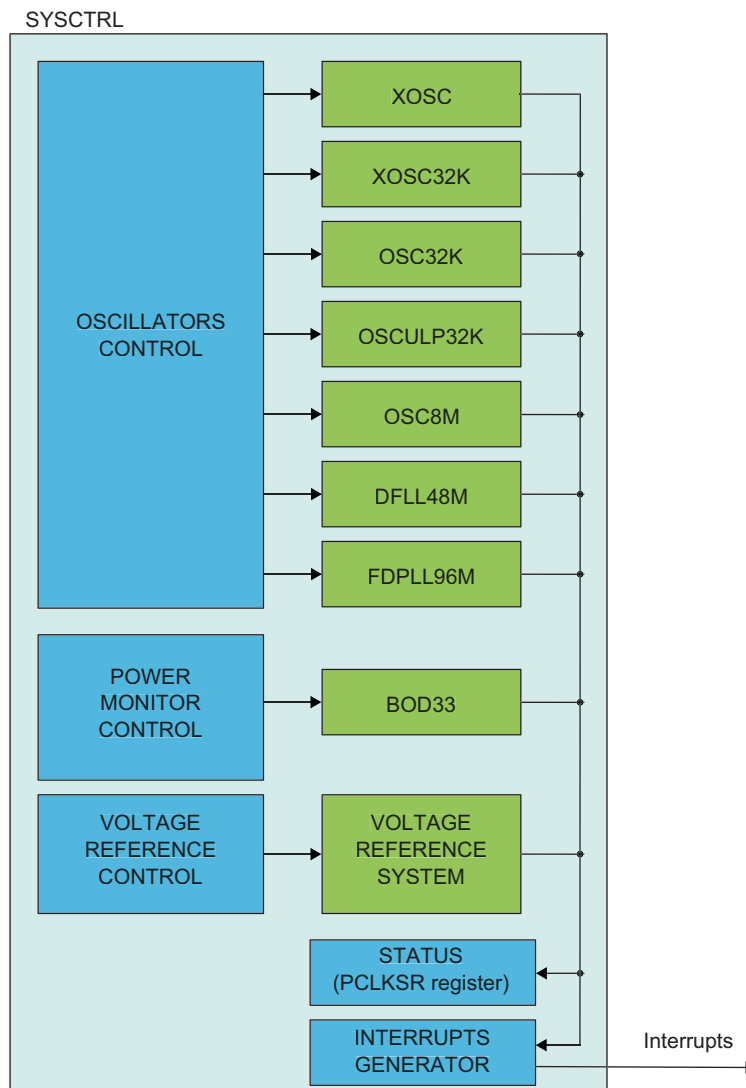 SYSCTRL
XOSC
XOSC32K
OSC32K
OSCILLATORS
CONTROL
OSCULP32K
OSC8M
DFLL48M
FDPLL96M
POWER
MONITOR
CONTROL
BOD33
VOLTAGE
REFERENCE
CONTROL
VOLTAGE
REFERENCE
SYSTEM
STATUS
(PCLKSR register)
INTERRUPTS
GENERATOR
Interrupts